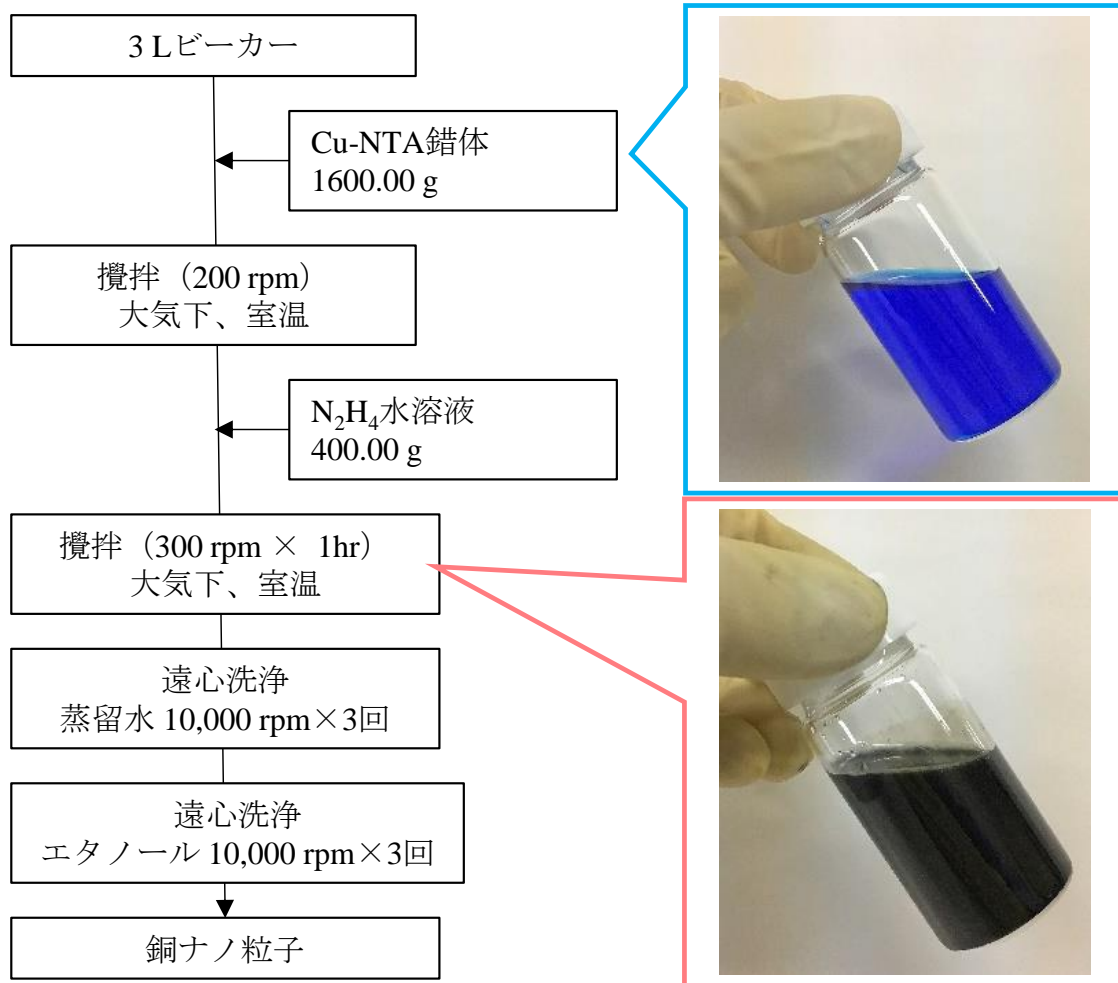 3 Lビーカー
Cu-NTA錯体
1600.00 g
攪拌（200 rpm）
大気下、室温
N₂H₄水溶液
400.00 g
攪拌（300 rpm × 1hr）
大気下、室温
遠心洗浄
蒸留水 10,000 rpm×3回
遠心洗浄
エタノール 10,000 rpm×3回
銅ナノ粒子